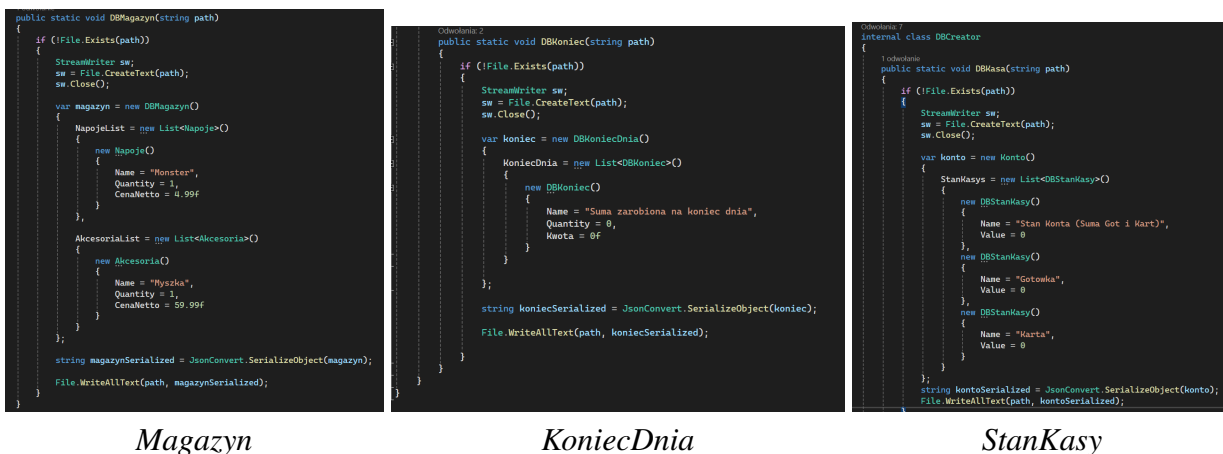 public static void DBMagazyn(string path)
{
if (!File.Exists(path))
{
StreamWriter sw;
sw = File.CreateText(path);
sw.Close();
var magazyn = new DBMagazyn()
{
NapojeList = new List<Napoje>()
{
new Napoje()
{
Name = "Monster",
Quantity = 1,
CenaNetto = 4.99f
}
},
AkcesoriaList = new List<Akcesoria>()
{
new Akcesoria()
{
Name = "Myszka",
Quantity = 1,
CenaNetto = 59.99f
}
}
};
string magazynSerialized = JsonConvert.SerializeObject(magazyn);
File.WriteAllText(path, magazynSerialized);
}
}
Magazyn
Odwołania: 2
public static void DBKoniec(string path)
{
if (!File.Exists(path))
{
StreamWriter sw;
sw = File.CreateText(path);
sw.Close();
var koniec = new DBKoniecDnia()
{
KoniecDnia = new List<DBKoniec>()
{
new DBKoniec()
{
Name = "Suma zarobiona na koniec dnia",
Quantity = 0,
Kwota = 0f
}
}
};
string koniecSerialized = JsonConvert.SerializeObject(koniec);
File.WriteAllText(path, koniecSerialized);
}
}
}
}
KoniecDnia
Odwołania: 7
internal class DBCreator
{
1 odwołanie
public static void DBKasa(string path)
{
if (!File.Exists(path))
{
StreamWriter sw;
sw = File.CreateText(path);
sw.Close();
var konto = new Konto()
{
StanKasys = new List<DBStanKasy>()
{
new DBStanKasy()
{
Name = "Stan Konta (Suma Got i Kart)",
Value = 0
},
new DBStanKasy()
{
Name = "Gotowka",
Value = 0
},
new DBStanKasy()
{
Name = "Karta",
Value = 0
}
}
};
string kontoSerialized = JsonConvert.SerializeObject(konto);
File.WriteAllText(path, kontoSerialized);
}
StanKasy